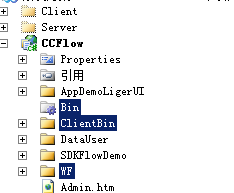 Client
Server
CCFlow
Properties
引用
AppDemoLigerUI
Bin
ClientBin
DataUser
SDKFlowDemo
WF
Admin.htm